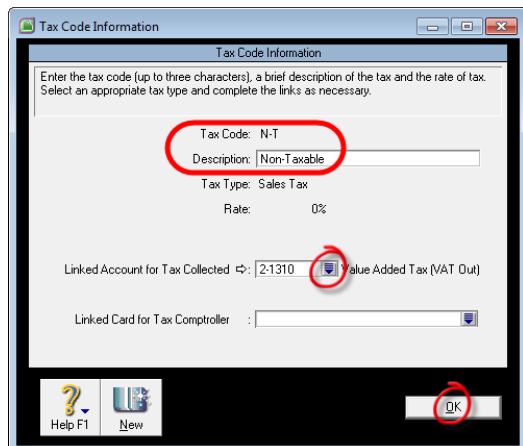 Tax Code Information
Tax Code Information
Enter the tax code (up to three characters), a brief description of the tax and the rate of tax.
Select an appropriate tax type and complete the links as necessary.
Tax Code: N-T
Description: Non-Taxable
Tax Type: Sales Tax
Rate: 0%
Linked Account for Tax Collected ⇨: 2-1310 Value Added Tax (VAT Out)
Linked Card for Tax Comptroller :
Help F1 New OK